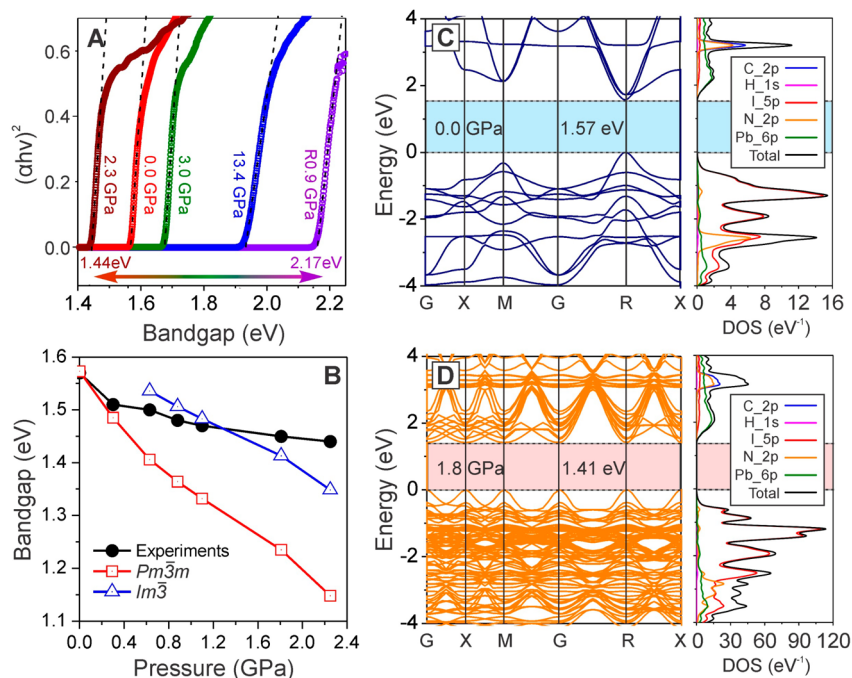 A
0.6
0.4
0.2
0.0
(αhν)²
2.3 GPa
0.0 GPa
3.0 GPa
13.4 GPa
R0.9 GPa
1.44eV
2.17eV
1.4
1.6
1.8
2.0
2.2
Bandgap (eV)
B
1.6
1.5
1.4
1.3
1.2
1.1
Bandgap (eV)
Experiments
Pm3̅m
Im3̅
0.0
0.4
0.8
1.2
1.6
2.0
2.4
Pressure (GPa)
C
4
2
0
-2
-4
Energy (eV)
0.0 GPa
1.57 eV
G
X
M
G
R
X
C_2p
H_1s
I_5p
N_2p
Pb_6p
Total
0
4
8
12
16
DOS (eV⁻¹)
D
4
2
0
-2
-4
Energy (eV)
1.8 GPa
1.41 eV
G
X
M
G
R
X
C_2p
H_1s
I_5p
N_2p
Pb_6p
Total
0
30
60
90
120
DOS (eV⁻¹)